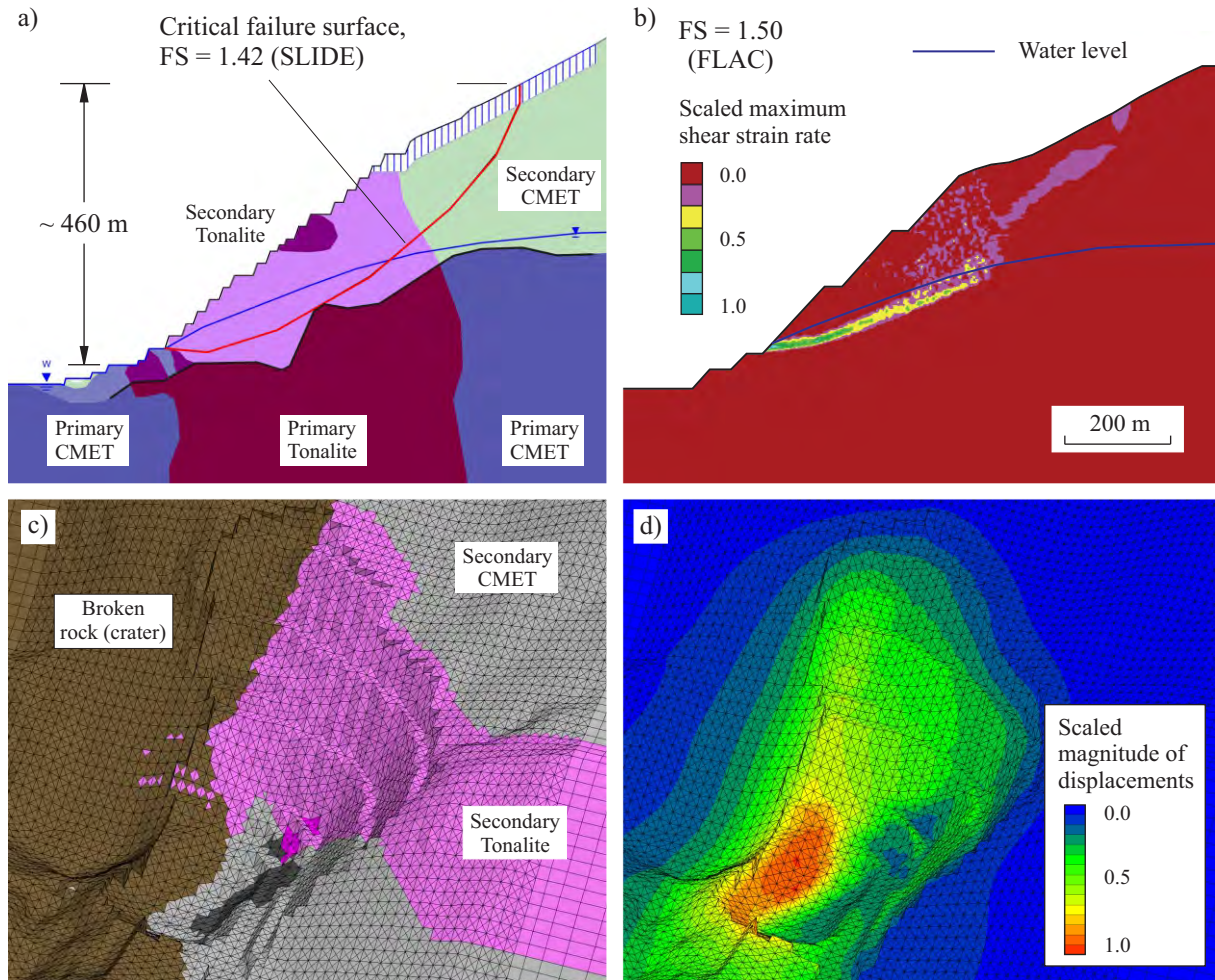 a)
Critical failure surface,
FS = 1.42 (SLIDE)
~ 460 m
Secondary
Tonalite
Secondary
CMET
w
Primary
CMET
Primary
Tonalite
Primary
CMET
b)
FS = 1.50
(FLAC)
Water level
Scaled maximum
shear strain rate
0.0
0.5
1.0
200 m
c)
Secondary
CMET
Broken
rock (crater)
Secondary
Tonalite
d)
Scaled
magnitude of
displacements
0.0
0.5
1.0